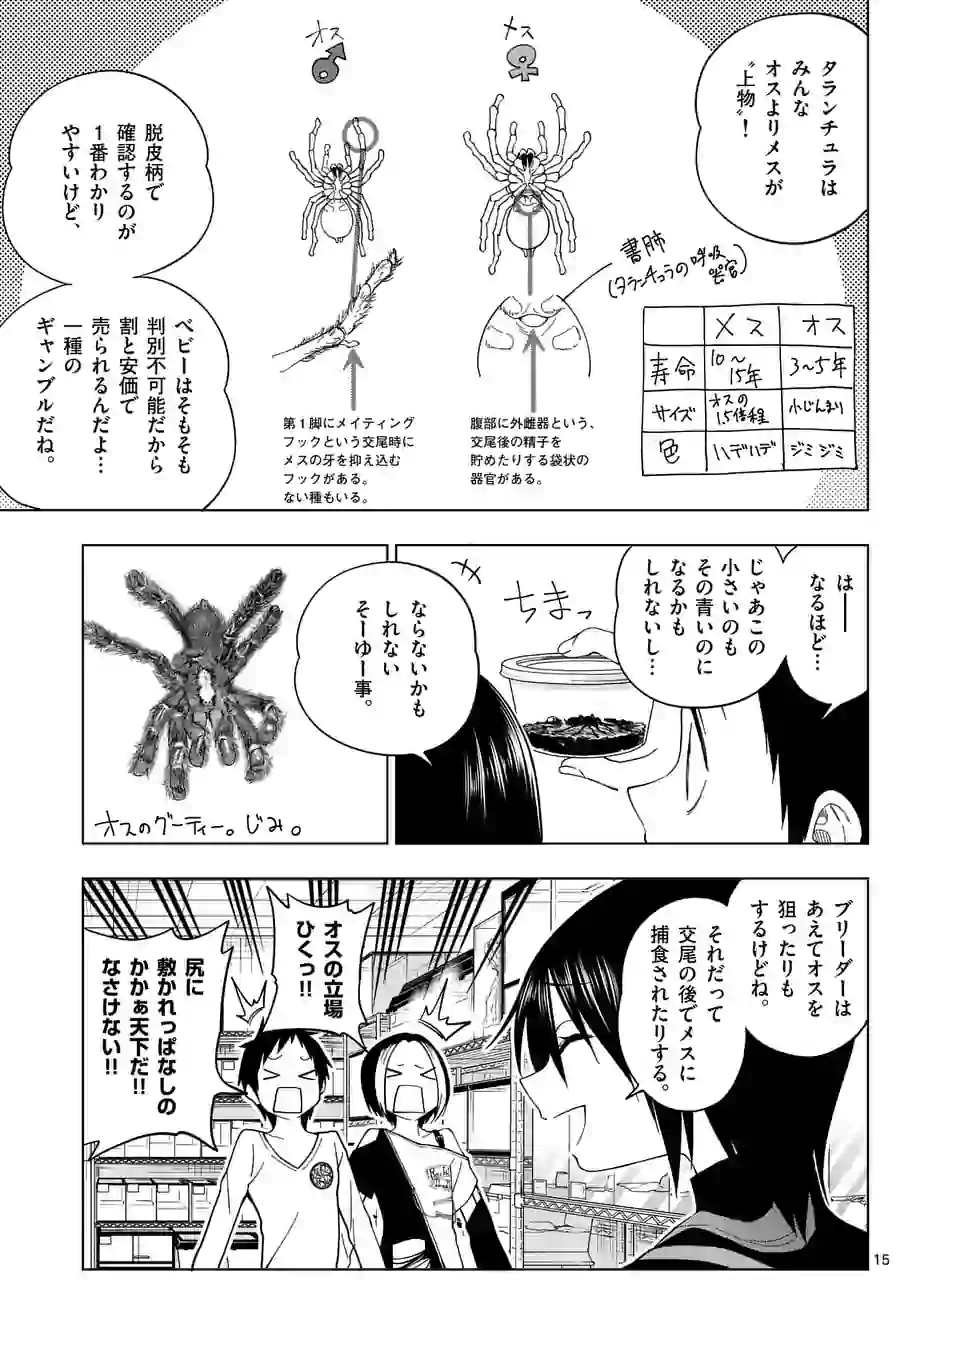 タランチュラは
みんな
オスよりメスが
〝上物〟!
メス
オス
書肺
(タランチュラの呼吸
器官)
メス オス
寿命 10〜15年 3〜5年
サイズ オスの1.5倍程 小じんまり
色 ハデハデ ジミジミ
腹部に外雌器という、
交尾後の精子を
貯めたりする袋状の
器官がある。
第1脚にメイティング
フックという交尾時に
メスの牙を抑え込む
フックがある。
ない種もいる。
脱皮柄で
確認するのが
1番わかり
やすいけど、
ベビーはそもそも
判別不可能だから
割と安価で
売られるんだよ…
一種の
ギャンブルだね。
はー
なるほど…
じゃあこの
小さいのも
その青いのに
なるかも
しれないし…
ちまっ
ならないかも
しれない
そーゆー事。
オスのグーティー。じみ。
ブリーダーは
あえてオスを
狙ったりも
するけどね。
それだって
交尾の後でメスに
捕食されたりする。
オスの立場
ひくっ!!
尻に
敷かれっぱなしの
かかぁ天下だ!!
なさけない!!
15